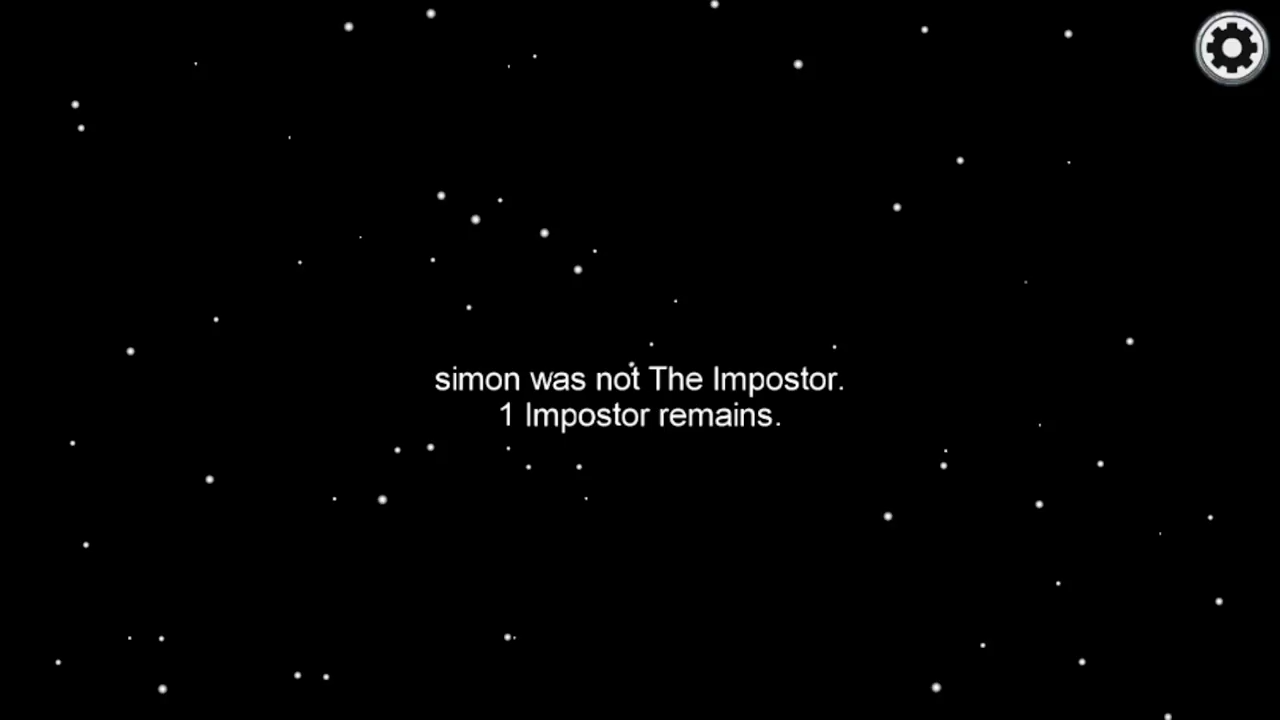 simon was not The Impostor.
1 Impostor remains.